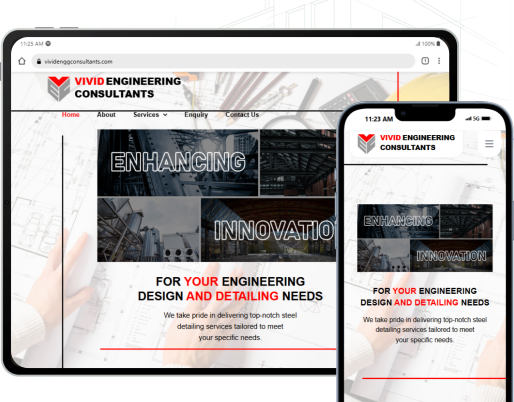 11:25 AM
100%
vividenggconsultants.com
VIVID ENGINEERING
CONSULTANTS
Home About Services Enquiry Contact Us
ENHANCING
INNOVATIO
FOR YOUR ENGINEERING
DESIGN AND DETAILING NEEDS
We take pride in delivering top-notch steel
detailing services tailored to meet
your specific needs.
11:23 AM
5G
VIVID ENGINEERING
CONSULTANTS
ENHANCING
INNOVATION
FOR YOUR ENGINEERING
DESIGN AND DETAILING NEEDS
We take pride in delivering top-notch steel
detailing services tailored to meet
your specific needs.